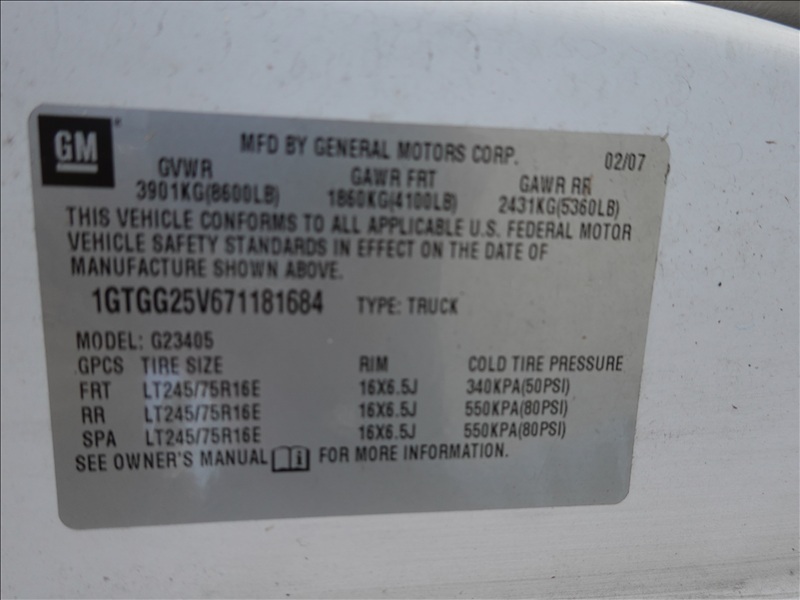 GM
MFD BY GENERAL MOTORS CORP. 02/07
GVWR GAWR FRT GAWR RR
3901KG(8600LB) 1860KG(4100LB) 2431KG(5360LB)
THIS VEHICLE CONFORMS TO ALL APPLICABLE U.S. FEDERAL MOTOR
VEHICLE SAFETY STANDARDS IN EFFECT ON THE DATE OF
MANUFACTURE SHOWN ABOVE.
1GTGG25V671181684 TYPE: TRUCK
MODEL: G23405
GPCS TIRE SIZE RIM COLD TIRE PRESSURE
FRT LT245/75R16E 16X6.5J 340KPA(50PSI)
RR LT245/75R16E 16X6.5J 550KPA(80PSI)
SPA LT245/75R16E 16X6.5J 550KPA(80PSI)
SEE OWNER'S MANUAL i FOR MORE INFORMATION.